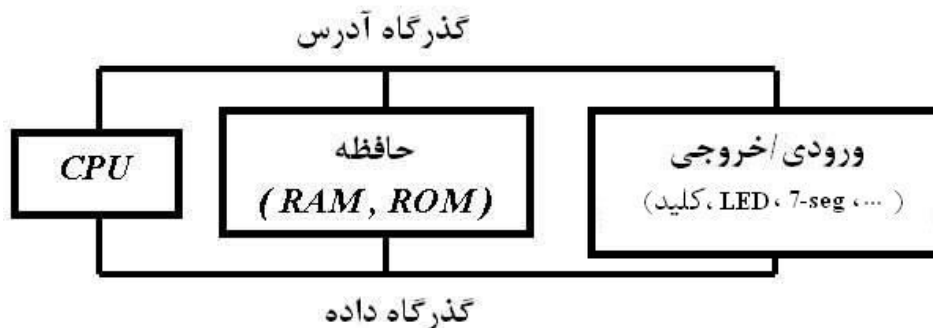 گذرگاه آدرس
CPU
حافظه
(RAM, ROM)
ورودی/خروجی
(کلید، LED، 7-seg، ...)
گذرگاه داده